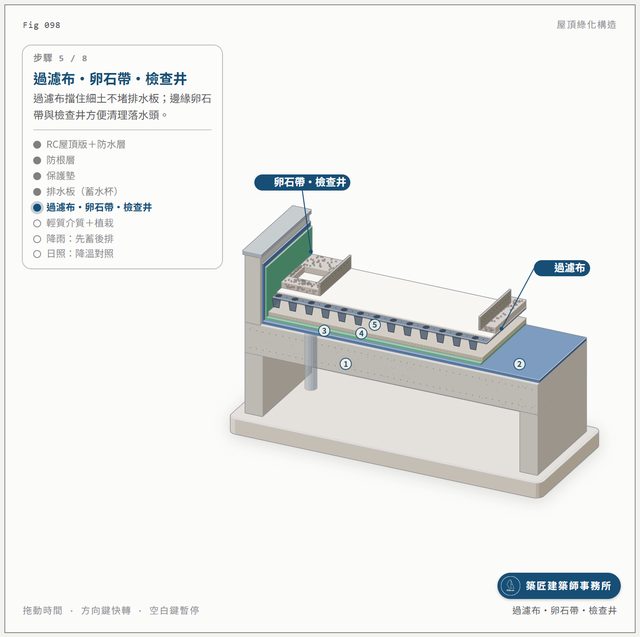 Fig 098
屋頂綠化構造
步驟 5 / 8
過濾布・卵石帶・檢查井
過濾布擋住細土不堵排水板；邊緣卵石
帶與檢查井方便清理落水頭。
RC屋頂版＋防水層
防根層
保護墊
排水板（蓄水杯）
過濾布・卵石帶・檢查井
輕質介質＋植栽
降雨：先蓄後排
日照：降溫對照
卵石帶・檢查井
過濾布
5
3
4
1
2
築匠建築師事務所
拖動時間 · 方向鍵快轉 · 空白鍵暫停
過濾布・卵石帶・檢查井